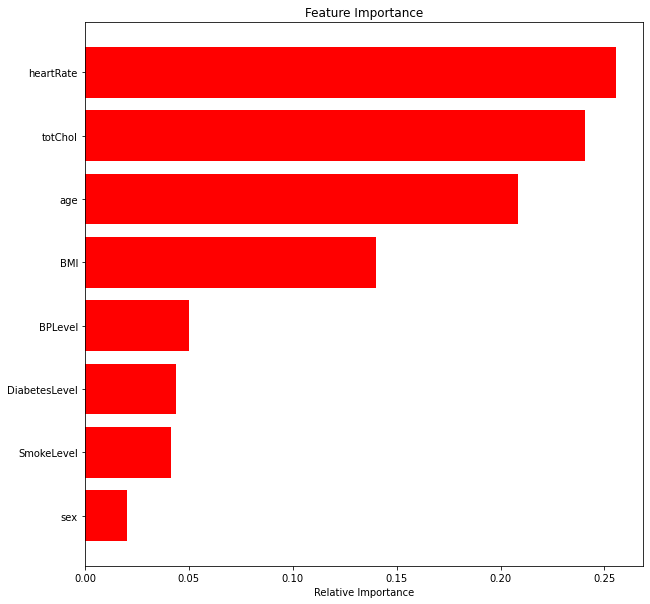 Feature Importance
heartRate
totChol
age
BMI
BPLevel
DiabetesLevel
SmokeLevel
sex
0.00 0.05 0.10 0.15 0.20 0.25
Relative Importance